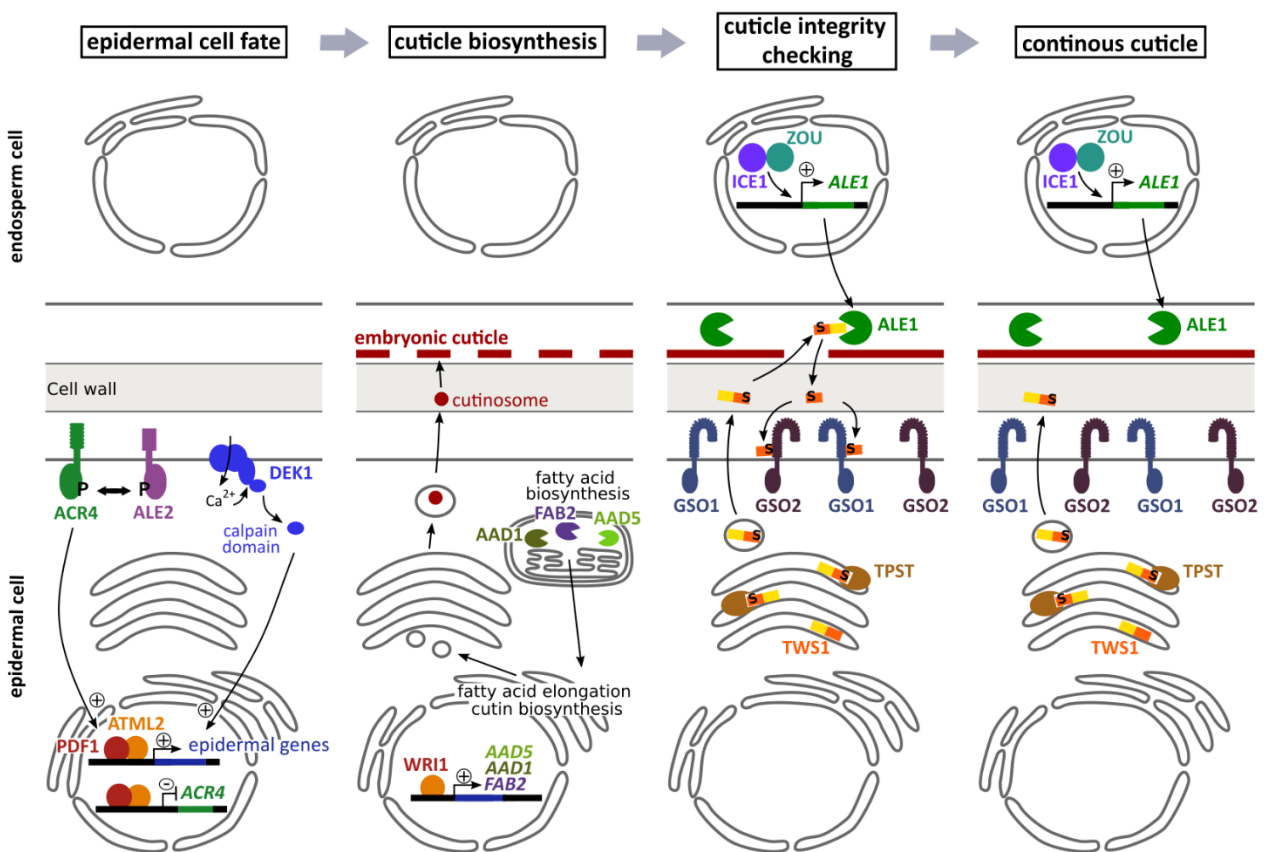 epidermal cell fate
cuticle biosynthesis
cuticle integrity
checking
continous cuticle
endosperm cell
epidermal cell
Cell wall
P
P
ACR4
ALE2
DEK1
Ca2+
calpain
domain
+
+
ATML2
PDF1
+
epidermal genes
-
ACR4
embryonic cuticle
cutinosome
fatty acid
biosynthesis
FAB2
AAD1
AAD5
fatty acid elongation
cutin biosynthesis
WRI1
+
AAD5
AAD1
FAB2
ZOU
ICE1
+
ALE1
S
ALE1
S
S
S
S
GSO1
GSO2
GSO1
GSO2
S
S
TPST
S
TWS1
ZOU
ICE1
+
ALE1
ALE1
S
GSO1
GSO2
GSO1
GSO2
S
S
TPST
S
TWS1